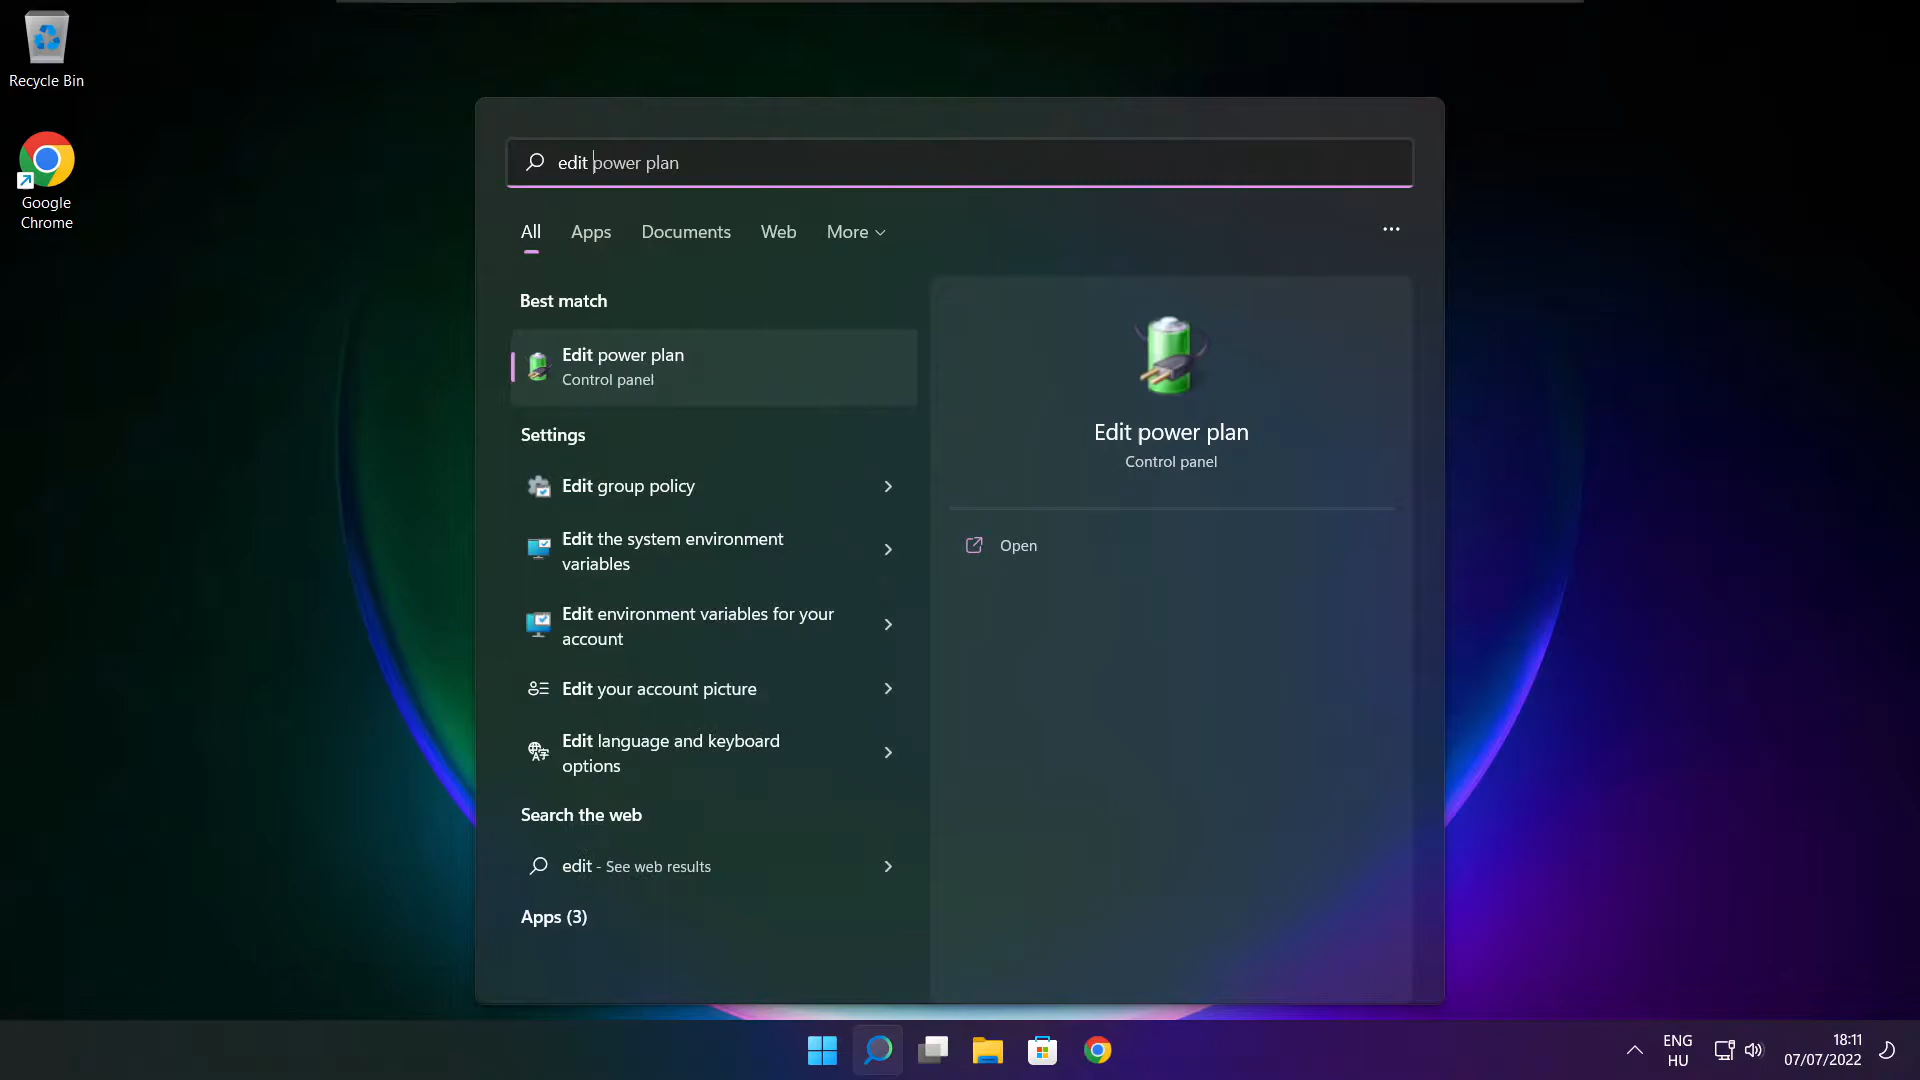 Recycle Bin
Google
Chrome
edit power plan
All
Apps
Documents
Web
More
Best match
Edit power plan
Control panel
Settings
Edit group policy
Edit the system environment
variables
Edit environment variables for your
account
Edit your account picture
Edit language and keyboard
options
Search the web
edit - See web results
Apps (3)
Edit power plan
Control panel
Open
ENG
HU
18:11
07/07/2022